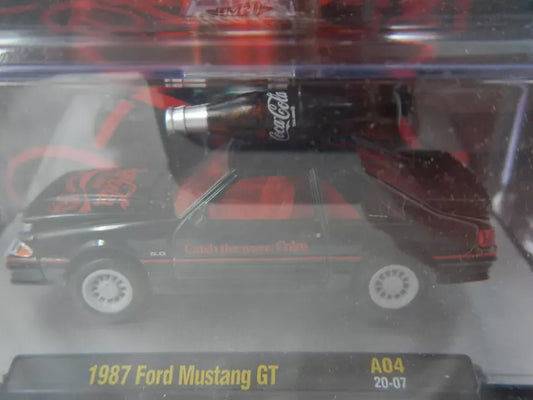 Coca-Cola
5.0
Catch the wave. Coke
1987 Ford Mustang GT
A04
20-07